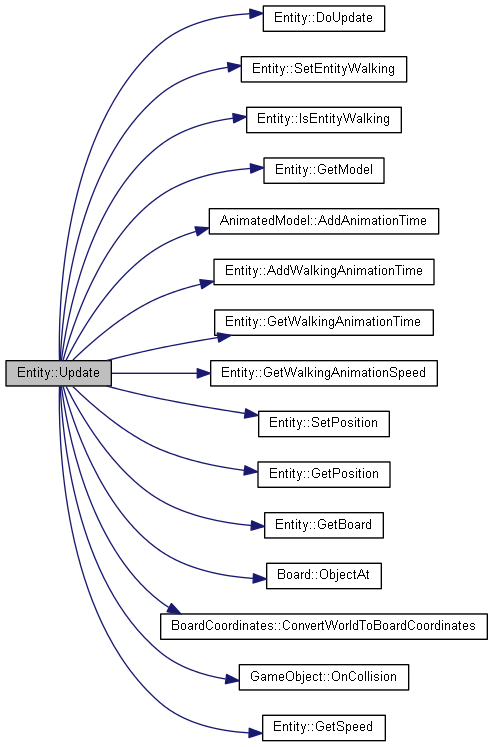 Entity::DoUpdate
Entity::SetEntityWalking
Entity::IsEntityWalking
Entity::GetModel
AnimatedModel::AddAnimationTime
Entity::AddWalkingAnimationTime
Entity::GetWalkingAnimationTime
Entity::Update
Entity::GetWalkingAnimationSpeed
Entity::SetPosition
Entity::GetPosition
Entity::GetBoard
Board::ObjectAt
BoardCoordinates::ConvertWorldToBoardCoordinates
GameObject::OnCollision
Entity::GetSpeed